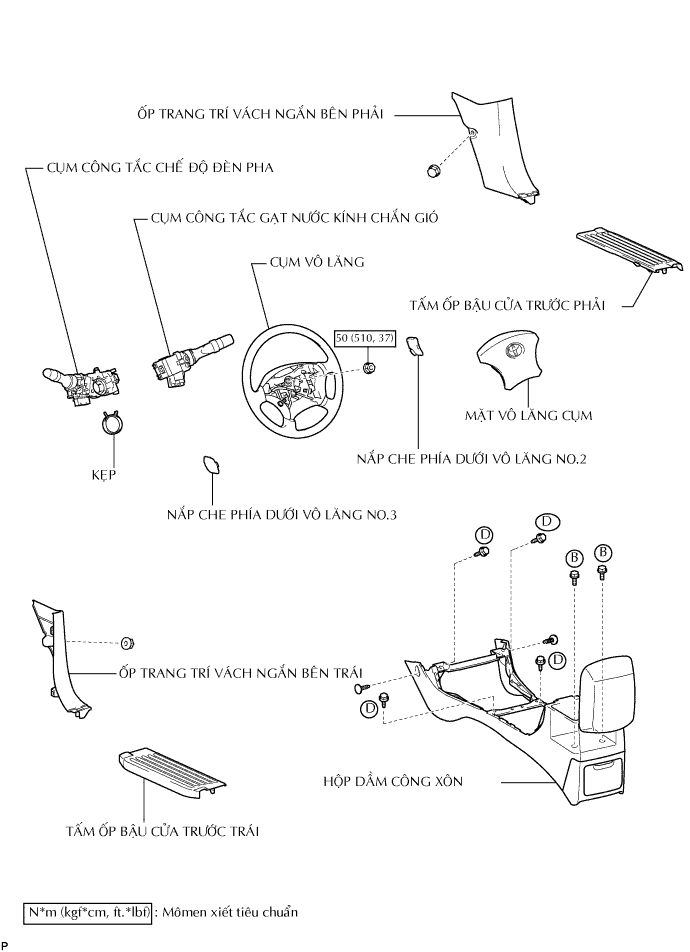 ỐP TRANG TRÍ VÁCH NGĂN BÊN PHẢI
CỤM CÔNG TẮC CHẾ ĐỘ ĐÈN PHA
CỤM CÔNG TẮC GẠT NƯỚC KÍNH CHẮN GIÓ
CỤM VÔ LĂNG
TẤM ỐP BẬU CỬA TRƯỚC PHẢI
50 (510, 37)
MẶT VÔ LĂNG CỤM
NẮP CHE PHÍA DƯỚI VÔ LĂNG NO.2
KẸP
NẮP CHE PHÍA DƯỚI VÔ LĂNG NO.3
D
D
B
B
D
ỐP TRANG TRÍ VÁCH NGĂN BÊN TRÁI
D
HỘP DẦM CÔNG XÔN
TẤM ỐP BẬU CỬA TRƯỚC TRÁI
N*m (kgf*cm, ft.*lbf) : Mômen xiết tiêu chuẩn
P